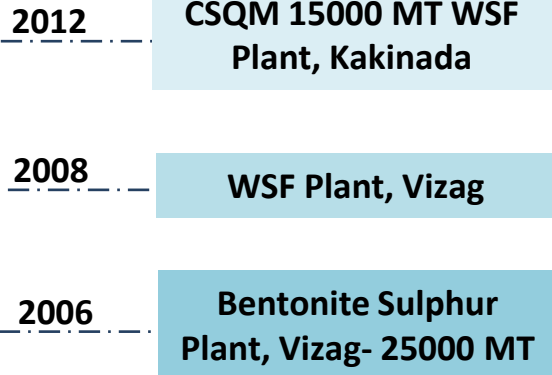 2012
CSQM 15000 MT WSF
Plant, Kakinada
2008
WSF Plant, Vizag
2006
Bentonite Sulphur
Plant, Vizag- 25000 MT